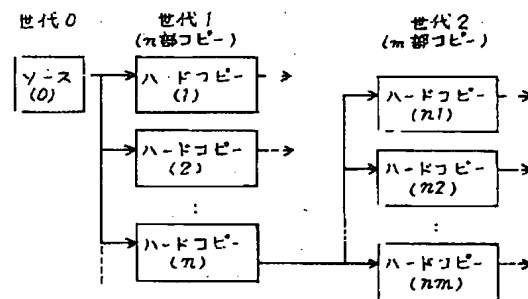 世代0
世代1
(n部コピー)
世代2
(m部コピー)
ソース
(0)
ハードコピー
(1)
ハードコピー
(2)
:
ハードコピー
(n)
ハードコピー
(n1)
ハードコピー
(n2)
:
ハードコピー
(nm)